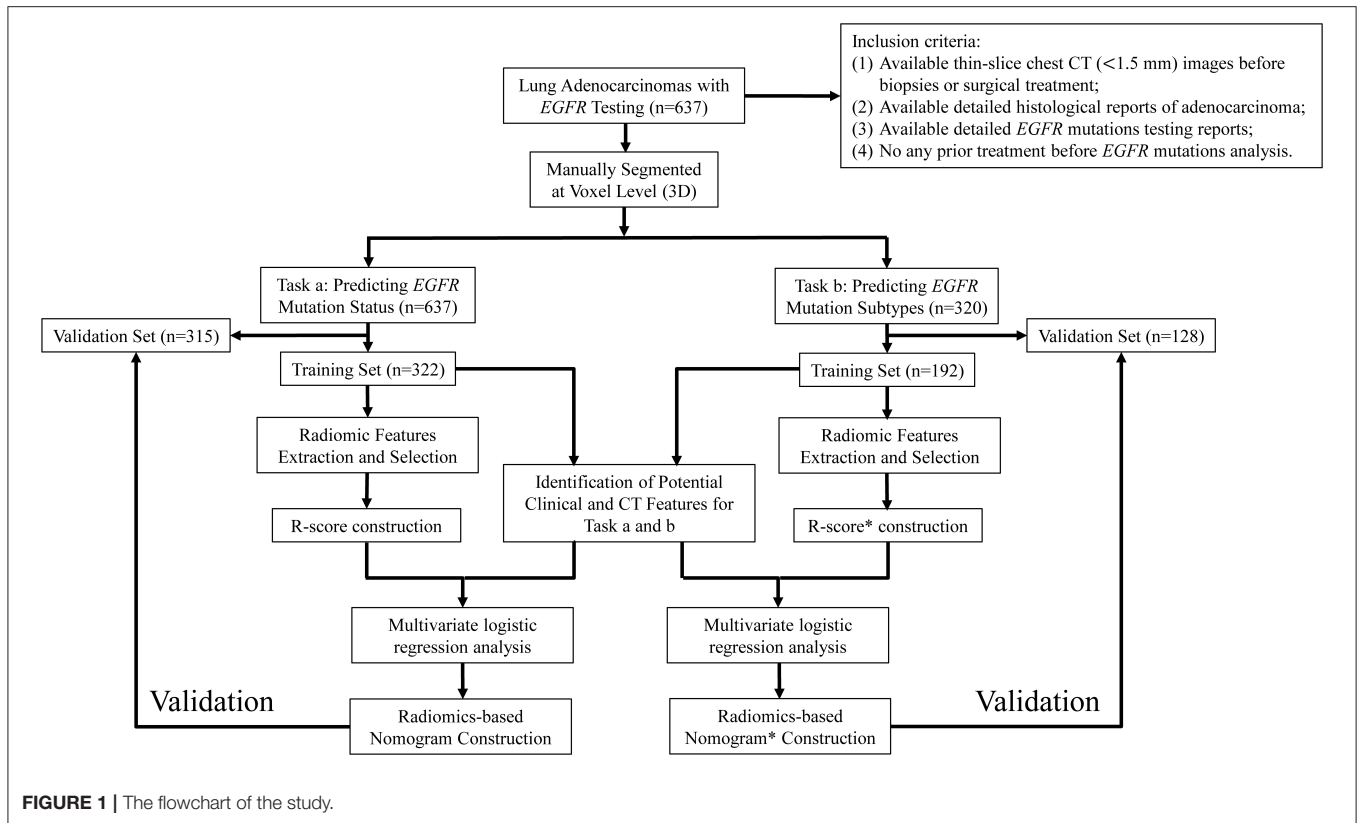 Inclusion criteria:
(1) Available thin-slice chest CT (<1.5 mm) images before
biopsies or surgical treatment;
(2) Available detailed histological reports of adenocarcinoma;
(3) Available detailed EGFR mutations testing reports;
(4) No any prior treatment before EGFR mutations analysis.
Lung Adenocarcinomas with
EGFR Testing (n=637)
Manually Segmented
at Voxel Level (3D)
Task a: Predicting EGFR
Mutation Status (n=637)
Task b: Predicting EGFR
Mutation Subtypes (n=320)
Validation Set (n=315)
Validation Set (n=128)
Training Set (n=322)
Training Set (n=192)
Radiomic Features
Extraction and Selection
Radiomic Features
Extraction and Selection
Identification of Potential
Clinical and CT Features for
Task a and b
R-score construction
R-score* construction
Multivariate logistic
regression analysis
Multivariate logistic
regression analysis
Validation
Validation
Radiomics-based
Nomogram Construction
Radiomics-based
Nomogram* Construction
FIGURE 1 | The flowchart of the study.